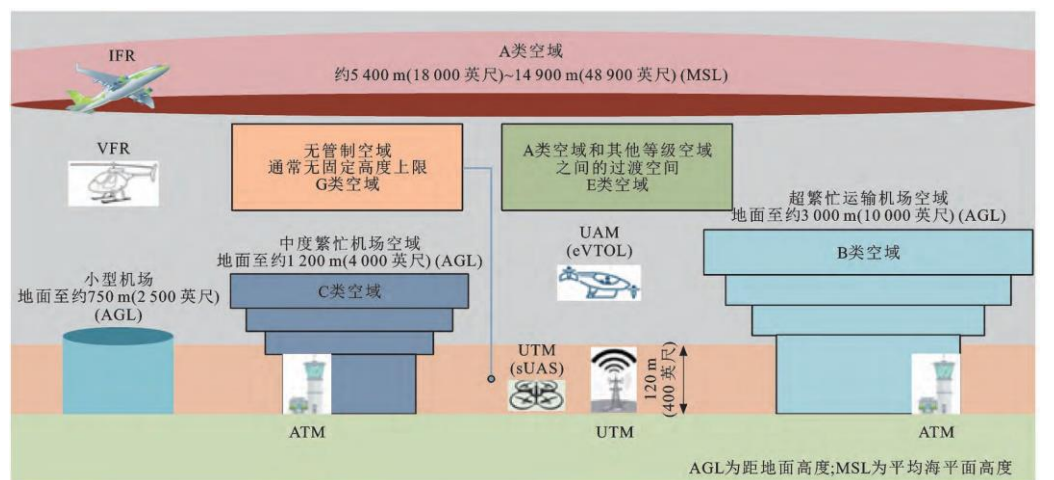 IFR
A类空域
约5 400 m(18 000 英尺)~14 900 m(48 900 英尺) (MSL)
VFR
无管制空域
通常无固定高度上限
G类空域
A类空域和其他等级空域
之间的过渡空间
E类空域
超繁忙运输机场空域
地面至约3 000 m(10 000 英尺) (AGL)
B类空域
中度繁忙机场空域
地面至约1 200 m(4 000 英尺) (AGL)
C类空域
UAM
(eVTOL)
小型机场
地面至约750 m(2 500 英尺)
(AGL)
UTM
(sUAS)
120 m
(400 英尺)
ATM
UTM
ATM
AGL为距地面高度;MSL为平均海平面高度